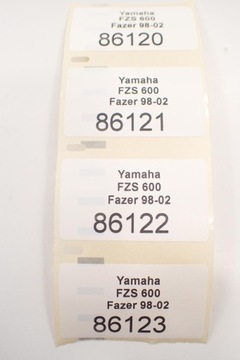 Yamaha
FZS 600
Fazer 98-02
86120
Yamaha
FZS 600
Fazer 98-02
86121
Yamaha
FZS 600
Fazer 98-02
86122
Yamaha
FZS 600
Fazer 98-02
86123